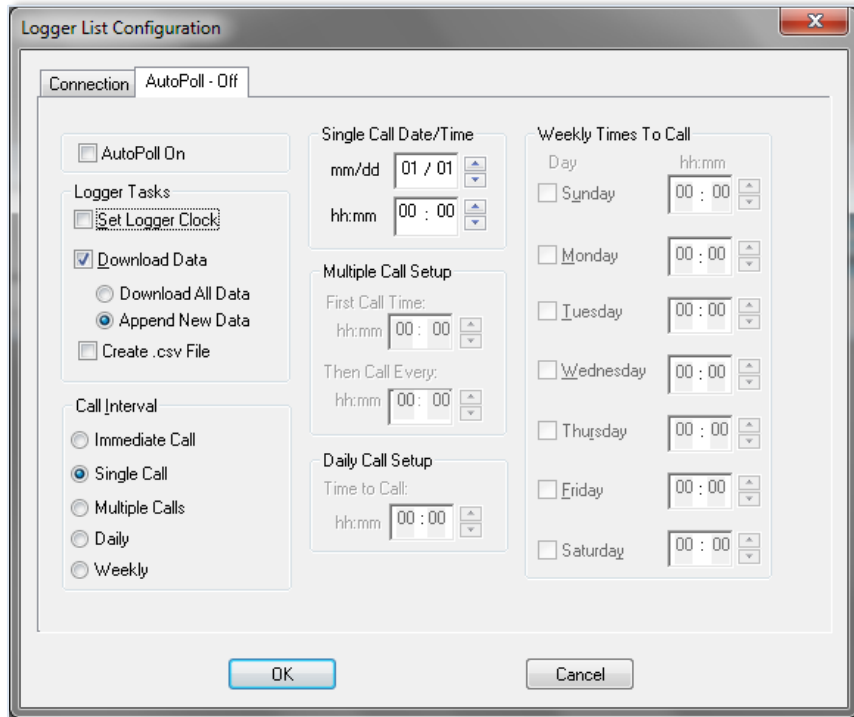 Logger List Configuration
Connection
AutoPoll - Off
AutoPoll On
Logger Tasks
Set Logger Clock
Download Data
Download All Data
Append New Data
Create .csv File
Call Interval
Immediate Call
Single Call
Multiple Calls
Daily
Weekly
Single Call Date/Time
mm/dd 01 / 01
hh:mm 00 : 00
Multiple Call Setup
First Call Time:
hh:mm 00 : 00
Then Call Every:
hh:mm 00 : 00
Daily Call Setup
Time to Call:
hh:mm 00 : 00
Weekly Times To Call
Day hh:mm
Sunday 00 : 00
Monday 00 : 00
Tuesday 00 : 00
Wednesday 00 : 00
Thursday 00 : 00
Friday 00 : 00
Saturday 00 : 00
OK
Cancel